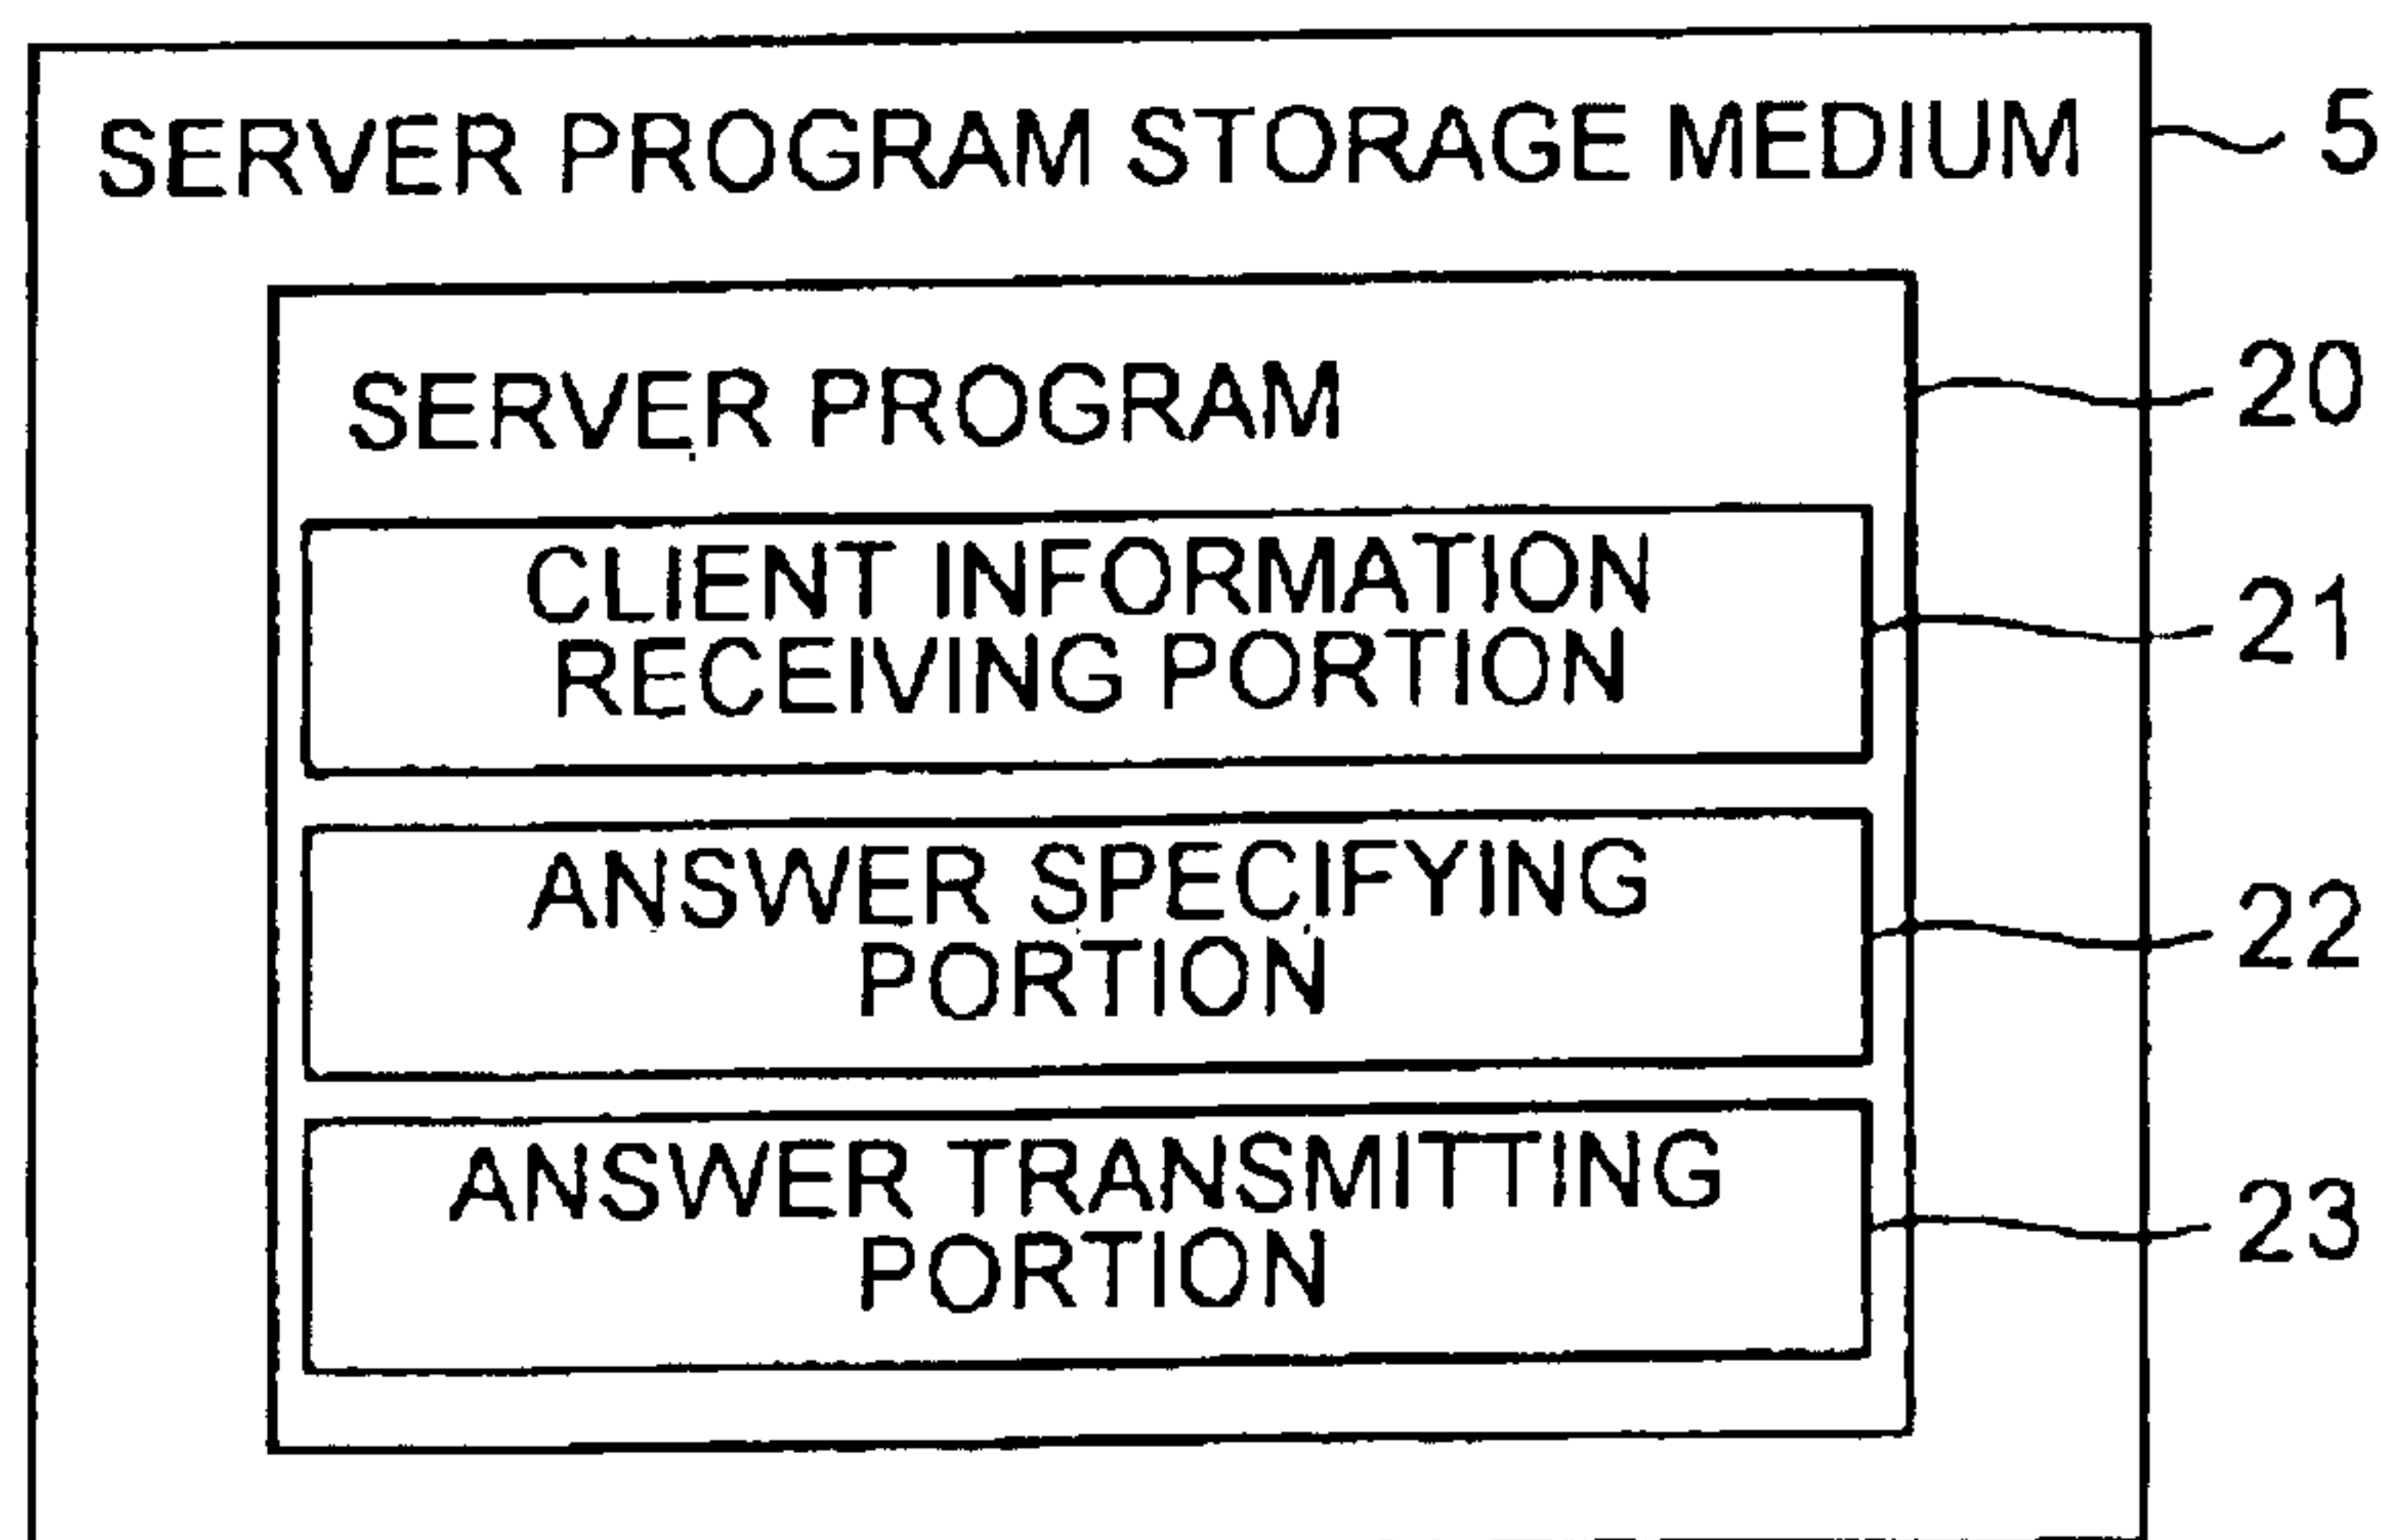 SERVER PROGRAM STORAGE MEDIUM 5
SERVER PROGRAM 20
CLIENT INFORMATION
RECEIVING PORTION 21
ANSWER SPECIFYING
PORTION 22
ANSWER TRANSMITTING
PORTION 23